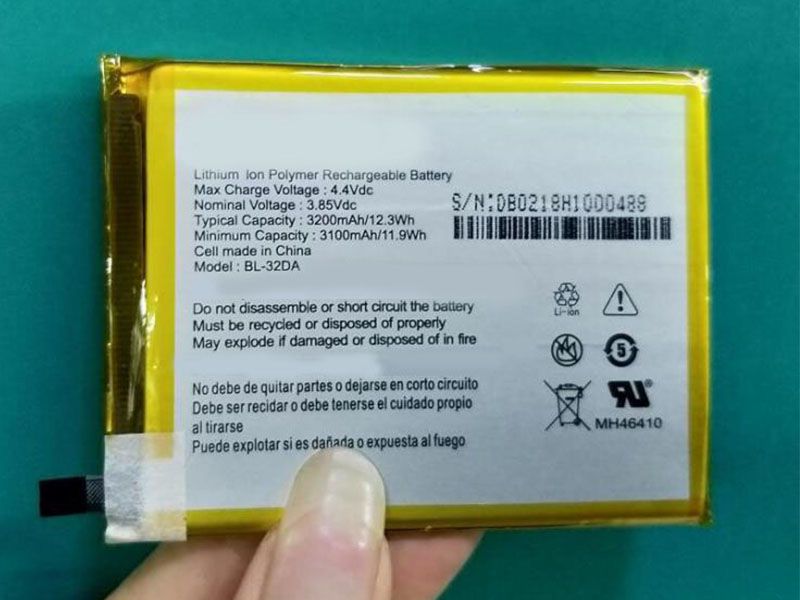 Lithium Ion Polymer Rechargeable Battery
Max Charge Voltage : 4.4Vdc
Nominal Voltage : 3.85Vdc
Typical Capacity : 3200mAh/12.3Wh
Minimum Capacity : 3100mAh/11.9Wh
Cell made in China
Model : BL-32DA
S/N:DB0218H1000489
Do not disassemble or short circuit the battery
Must be recycled or disposed of properly
May explode if damaged or disposed of in fire
Li-ion
5
No debe de quitar partes o dejarse en corto circuito
Debe ser recidar o debe tenerse el cuidado propio
al tirarse
Puede explotar si es dañada o expuesta al fuego
RU®
MH46410